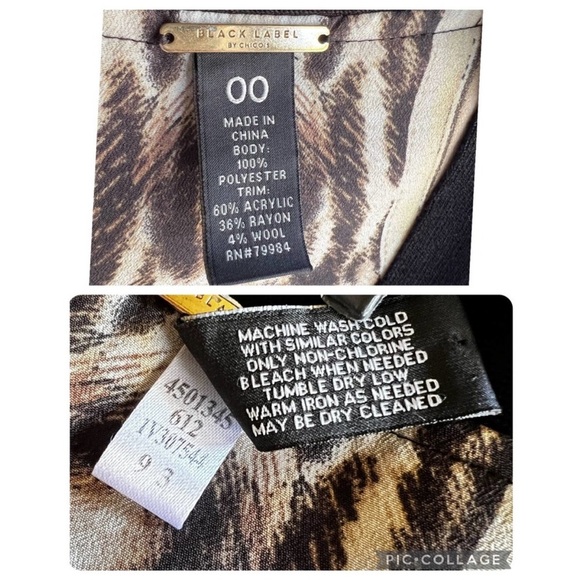 BLACK LABEL
BY CHICO'S
00
MADE IN
CHINA
BODY:
100%
POLYESTER
TRIM:
60% ACRYLIC
36% RAYON
4% WOOL
RN#79984
MACHINE WASH COLD
WITH SIMILAR COLORS
ONLY NON-CHLORINE
BLEACH WHEN NEEDED
TUMBLE DRY LOW
WARM IRON AS NEEDED
MAY BE DRY CLEANED
4501345
612
1V307544
9 3
PIC•COLLAGE